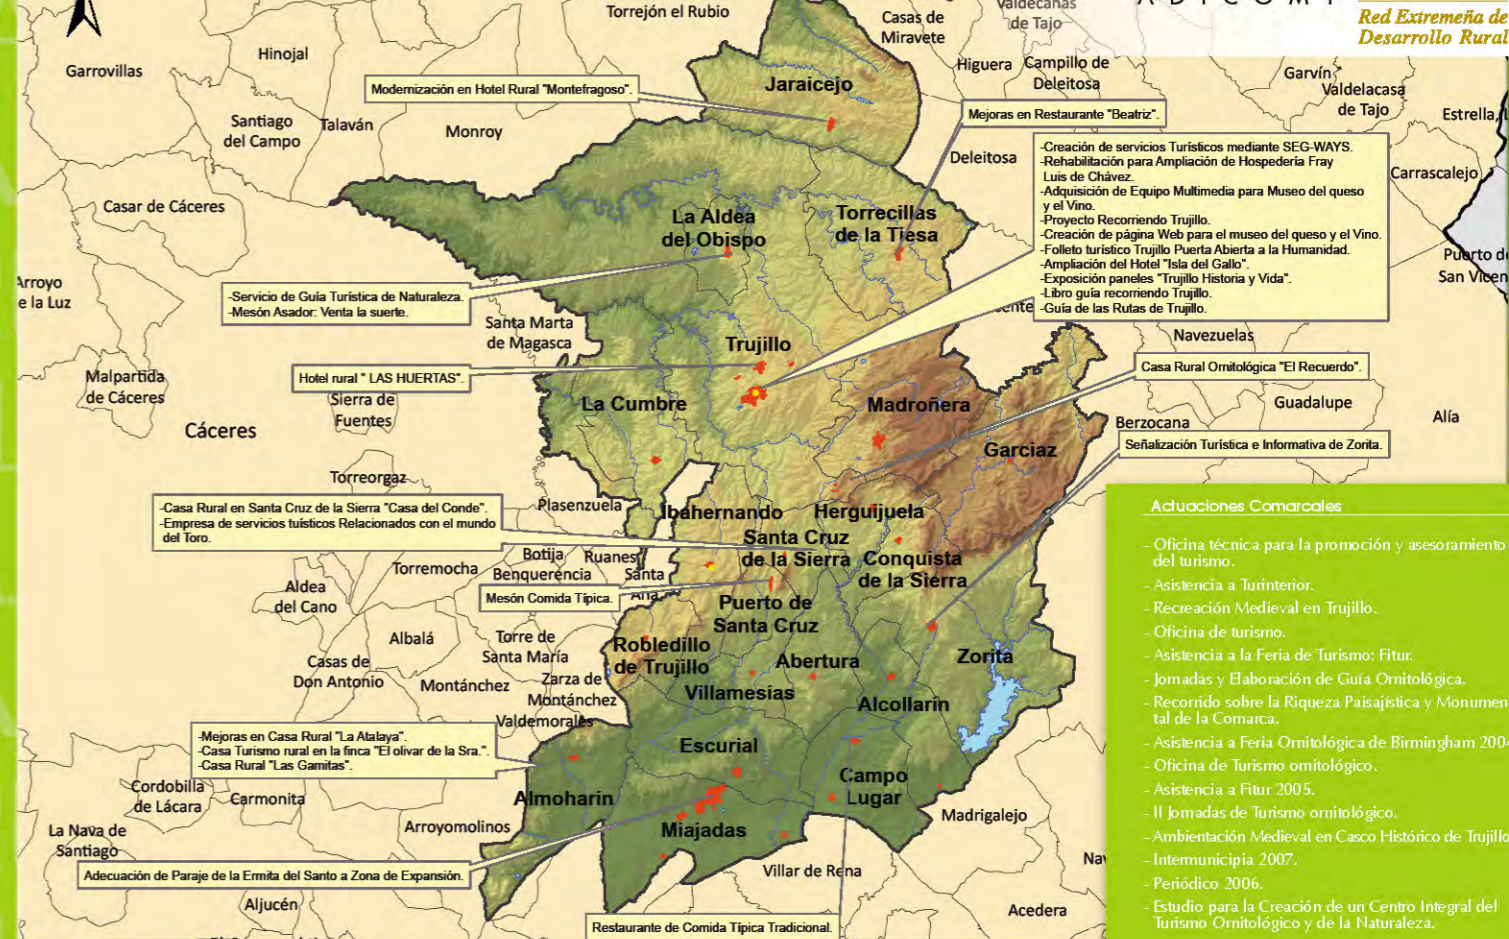 Torrejón el Rubio
Casas de
Miravete
Valdecañas
de Tajo
A D I C O M T
Red Extremeña de
Desarrollo Rural
Garrovillas
Hinojal
Higuera
Campillo de
Deleitosa
Garvín
Valdelacasa
de Tajo
Jaraicejo
Modernización en Hotel Rural "Montefragoso".
Mejoras en Restaurante "Beatriz".
Estrella,
Santiago
del Campo
Talaván
Monroy
Deleitosa
-Creación de servicios Turísticos mediante SEG-WAYS.
-Rehabilitación para Ampliación de Hospedería Fray
Luis de Chávez.
-Adquisición de Equipo Multimedia para Museo del queso
y el Vino.
-Proyecto Recorriendo Trujillo.
-Creación de página Web para el museo del queso y el Vino.
-Folleto turístico Trujillo Puerta Abierta a la Humanidad.
-Ampliación del Hotel "Isla del Gallo".
-Exposición paneles "Trujillo Historia y Vida".
-Libro guía recorriendo Trujillo.
-Guía de las Rutas de Trujillo.
Carrascalejo
Casar de Cáceres
La Aldea
del Obispo
Torrecillas
de la Tiesa
Puerto de
San Vicen
Arroyo
e la Luz
-Servicio de Guía Turística de Naturaleza.
-Mesón Asador: Venta la suerte.
Santa Marta
de Magasca
Navezuelas
Trujillo
Casa Rural Ornitológica "El Recuerdo".
Malpartida
de Cáceres
Hotel rural " LAS HUERTAS".
Sierra de
Fuentes
La Cumbre
Madroñera
Guadalupe
Alía
Cáceres
Berzocana
Señalización Turística e Informativa de Zorita.
Garciaz
Torreorgaz
Plasenzuela
-Casa Rural en Santa Cruz de la Sierra "Casa del Conde".
-Empresa de servicios tuísticos Relacionados con el mundo
del Toro.
Ibahernando
Herguijuela
Santa Cruz
de la Sierra
Conquista
de la Sierra
Botija
Ruanes
Torremocha
Benquerencia
Santa
Ana
Aldea
del Cano
Mesón Comida Típica.
Puerto de
Santa Cruz
Albalá
Torre de
Santa María
Robledillo
de Trujillo
Abertura
Zorita
Casas de
Don Antonio
Montánchez
Zarza de
Montánchez
Villamesias
Alcollarín
Valdemorales
-Mejoras en Casa Rural "La Atalaya".
-Casa Turismo rural en la finca "El olivar de la Sra.".
-Casa Rural "Las Gamitas".
Escurial
Campo
Lugar
Cordobilla
de Lácara
Carmonita
Almoharín
Madrigalejo
La Nava de
Santiago
Arroyomolinos
Miajadas
Adecuación de Paraje de la Ermita del Santo a Zona de Expansión.
Villar de Rena
Aljucén
Restaurante de Comida Típica Tradicional.
Acedera
Actuaciones Comarcales
- Oficina técnica para la promoción y asesoramiento
del turismo.
- Asistencia a Turinterior.
- Recreación Medieval en Trujillo.
- Oficina de turismo.
- Asistencia a la Feria de Turismo: Fitur.
- Jornadas y Elaboración de Guía Ornitológica.
- Recorrido sobre la Riqueza Paisajística y Monumen-
tal de la Comarca.
- Asistencia a Feria Ornitológica de Birmingham 2004
- Oficina de Turismo ornitológico.
- Asistencia a Fitur 2005.
- II Jornadas de Turismo ornitológico.
- Ambientación Medieval en Casco Histórico de Trujillo
- Intermunicipia 2007.
- Periódico 2006.
- Estudio para la Creación de un Centro Integral del
Turismo Ornitológico y de la Naturaleza.